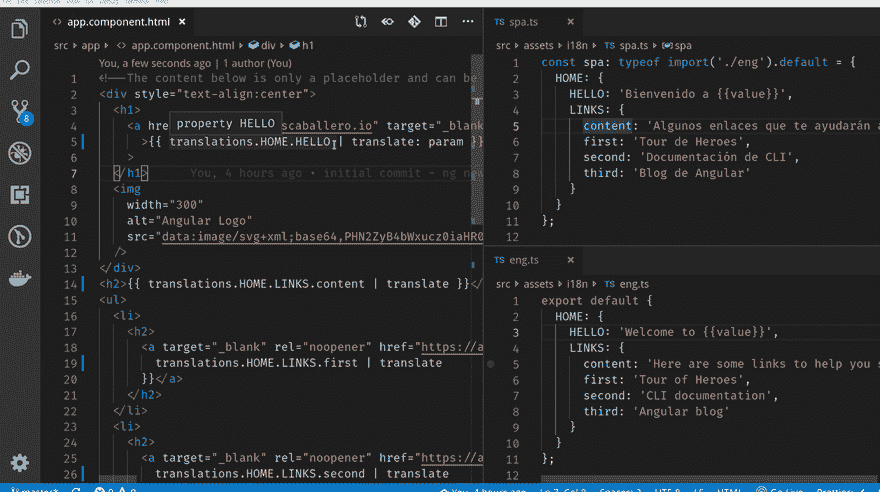 app.component.html
src > app > app.component.html > div > h1
You, a few seconds ago | 1 author (You)
1 <!--The content below is only a placeholder and can be
2 <div style="text-align:center">
3 <h1>
property HELLO
4 <a hre scaballero.io" target="_blank
5 >{{ translations.HOME.HELLO | translate: param }}
6 >
7 </h1> You, 4 hours ago • initial commit - ng new
8 <img
9 width="300"
10 alt="Angular Logo"
11 src="data:image/svg+xml;base64,PHN2ZyB4bWxucz0iaHR0
12 />
13 </div>
14 <h2>{{ translations.HOME.LINKS.content | translate }}</
15 <ul>
16 <li>
17 <h2>
18 <a target="_blank" rel="noopener" href="https://a
19 translations.HOME.LINKS.first | translate
20 }}</a>
21 </h2>
22 </li>
23 <li>
24 <h2>
25 <a target="_blank" rel="noopener" href="https://a
26 translations.HOME.LINKS.second | translate
8
TS spa.ts
src > assets > i18n > TS spa.ts > spa
1 const spa: typeof import('./eng').default = {
2 HOME: {
3 HELLO: 'Bienvenido a {{value}}',
4 LINKS: {
5 content: 'Algunos enlaces que te ayudarán a
6 first: 'Tour de Heroes',
7 second: 'Documentación de CLI',
8 third: 'Blog de Angular'
9 }
10 }
11 };
12
TS eng.ts
src > assets > i18n > TS eng.ts
1 export default {
2 HOME: {
3 HELLO: 'Welcome to {{value}}',
4 LINKS: {
5 content: 'Here are some links to help you s
6 first: 'Tour of Heroes',
7 second: 'CLI documentation',
8 third: 'Angular blog'
9 }
10 }
11 };
12